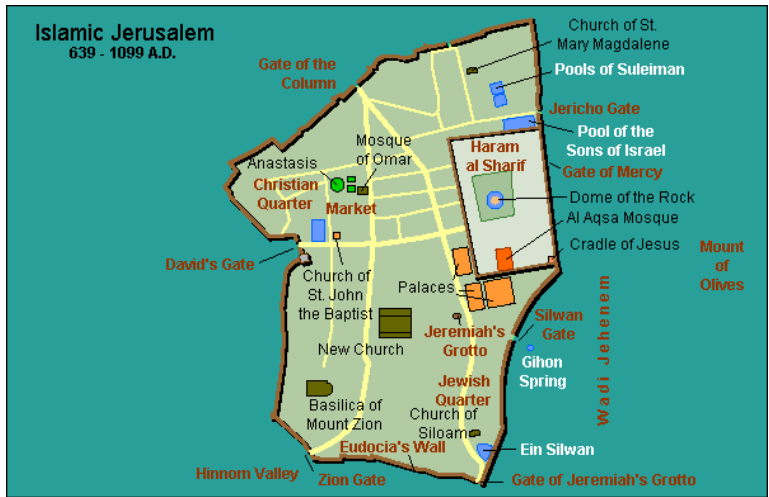 Islamic Jerusalem
639 - 1099 A.D.
Church of St.
Mary Magdalene
Gate of the
Column
Pools of Suleiman
Jericho Gate
Pool of the
Sons of Israel
Mosque
of Omar
Haram
al Sharif
Anastasis
Gate of Mercy
Christian
Quarter
Market
Dome of the Rock
Al Aqsa Mosque
Cradle of Jesus
Mount
of
Olives
David's Gate
Church of
St. John
the Baptist
Palaces
Silwan
Gate
Jeremiah's
Grotto
New Church
Gihon
Spring
Wadi Jehenem
Jewish
Quarter
Basilica of
Mount Zion
Church of
Siloam
Eudocia's Wall
Ein Silwan
Hinnom Valley
Zion Gate
Gate of Jeremiah's Grotto